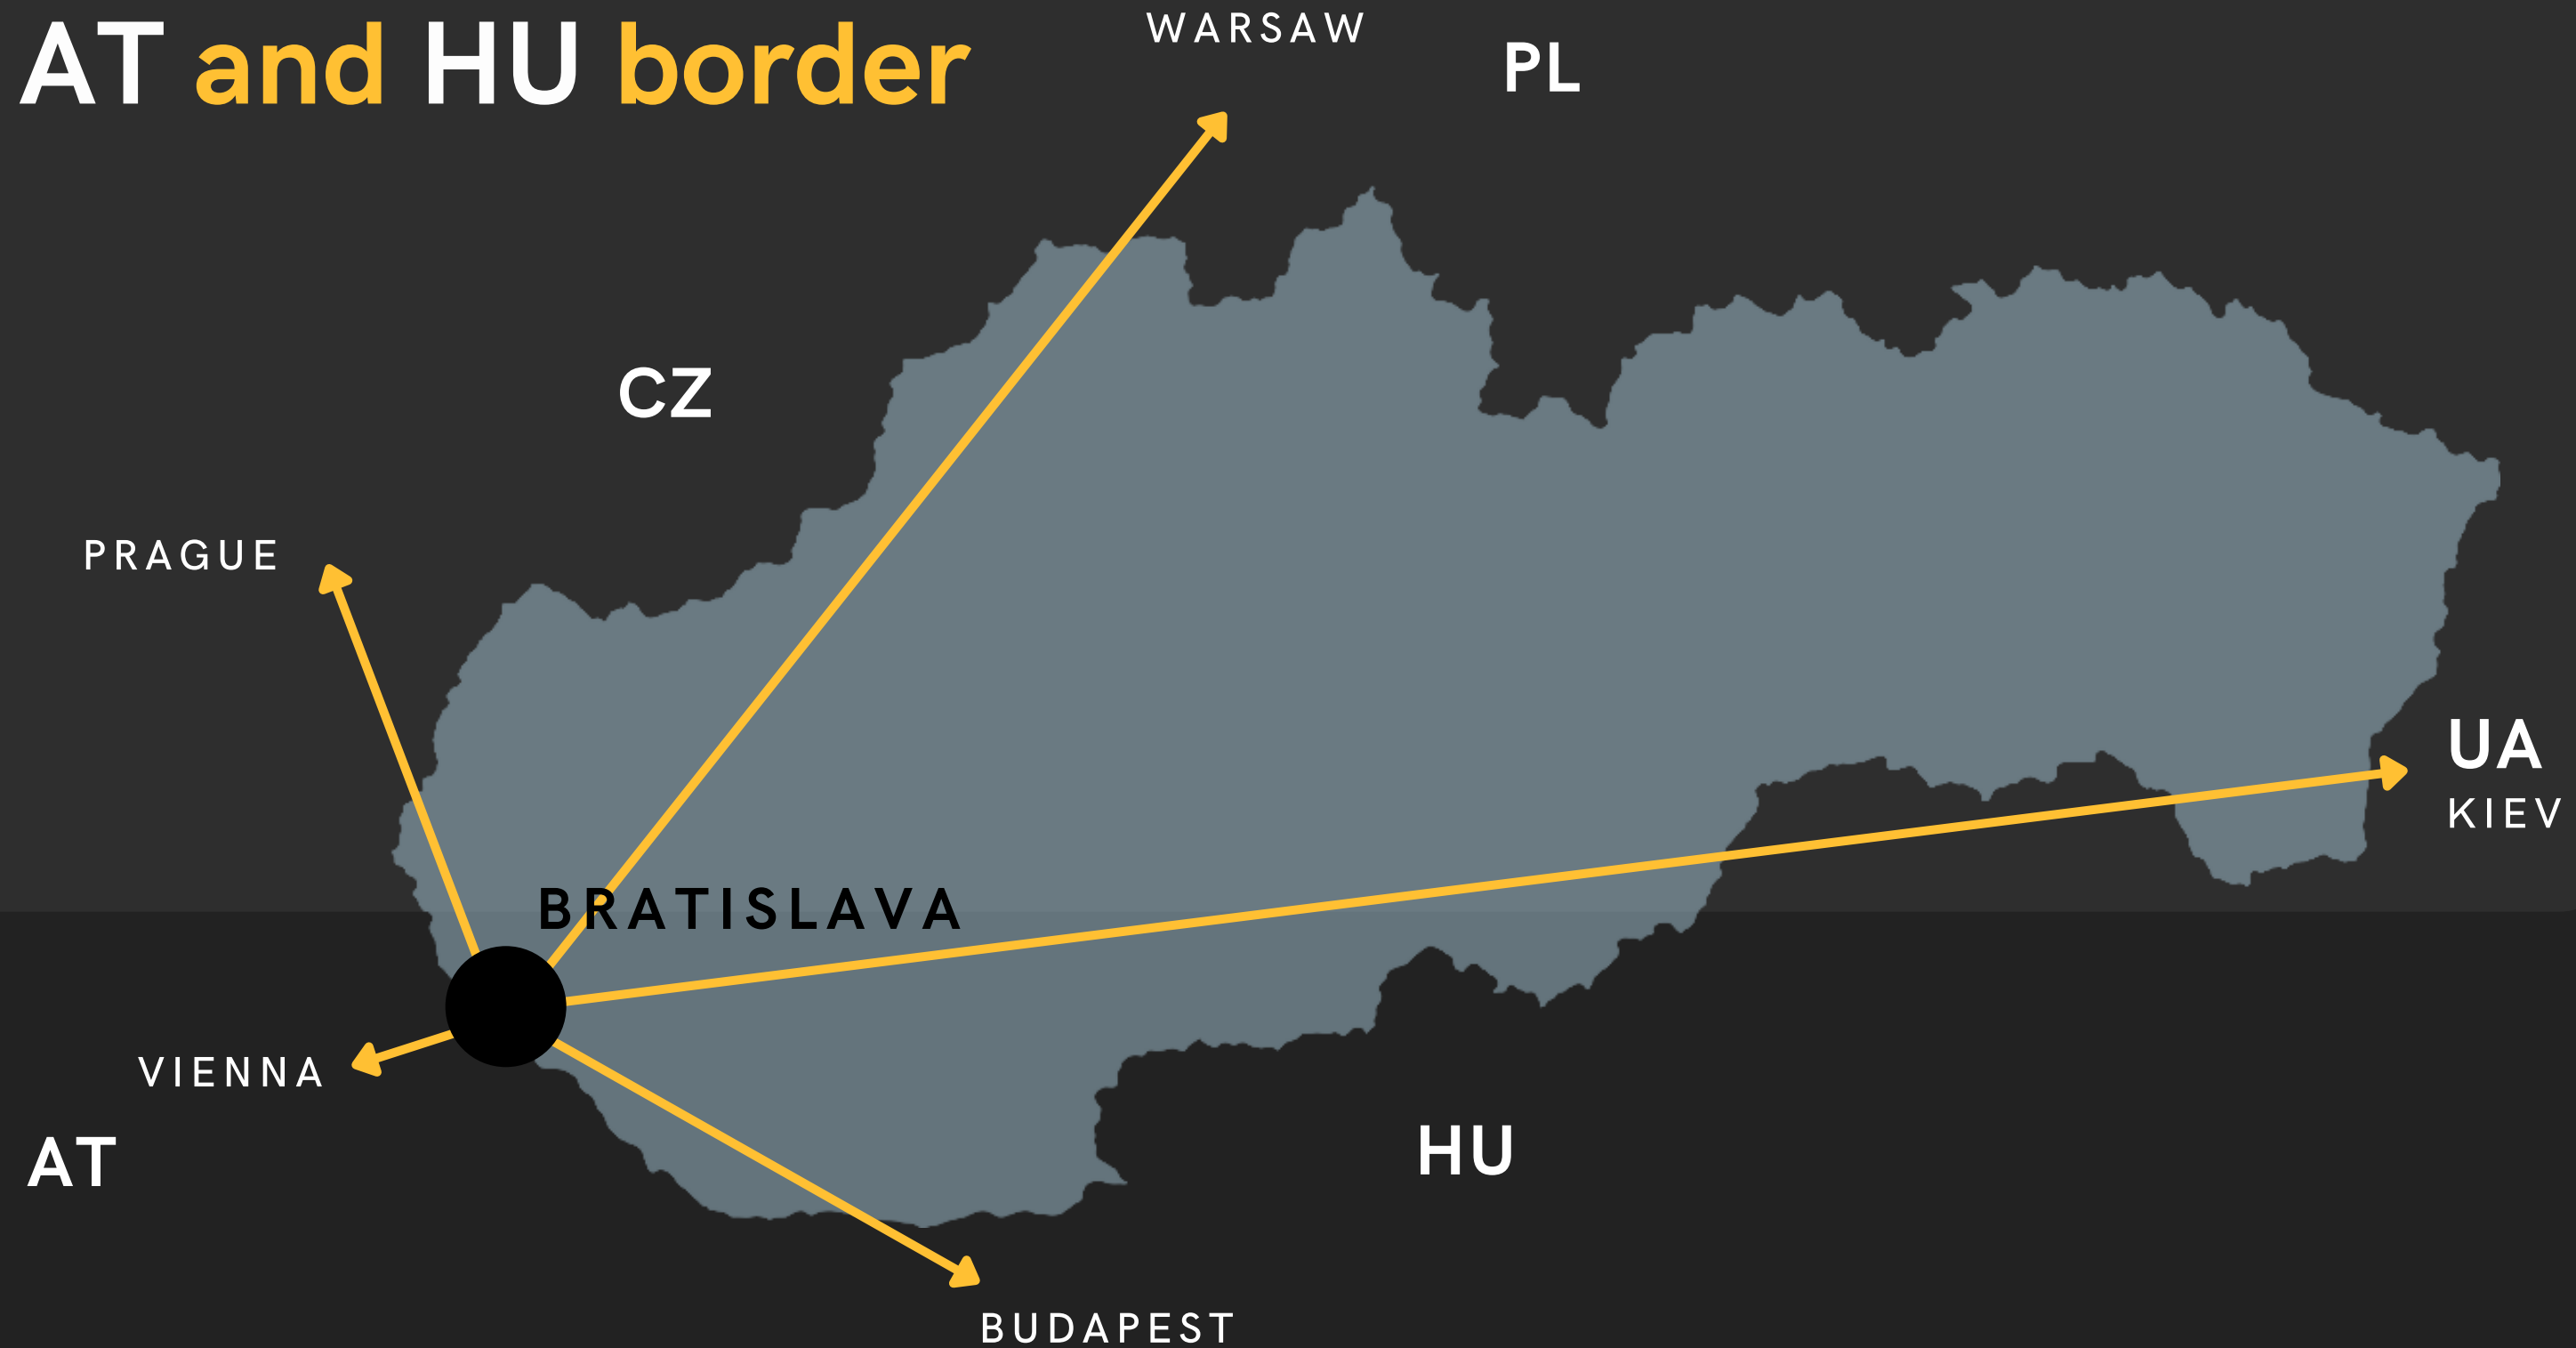 AT and HU border
WARSAW
PL
CZ
PRAGUE
UA
KIEV
BRATISLAVA
VIENNA
AT
HU
BUDAPEST